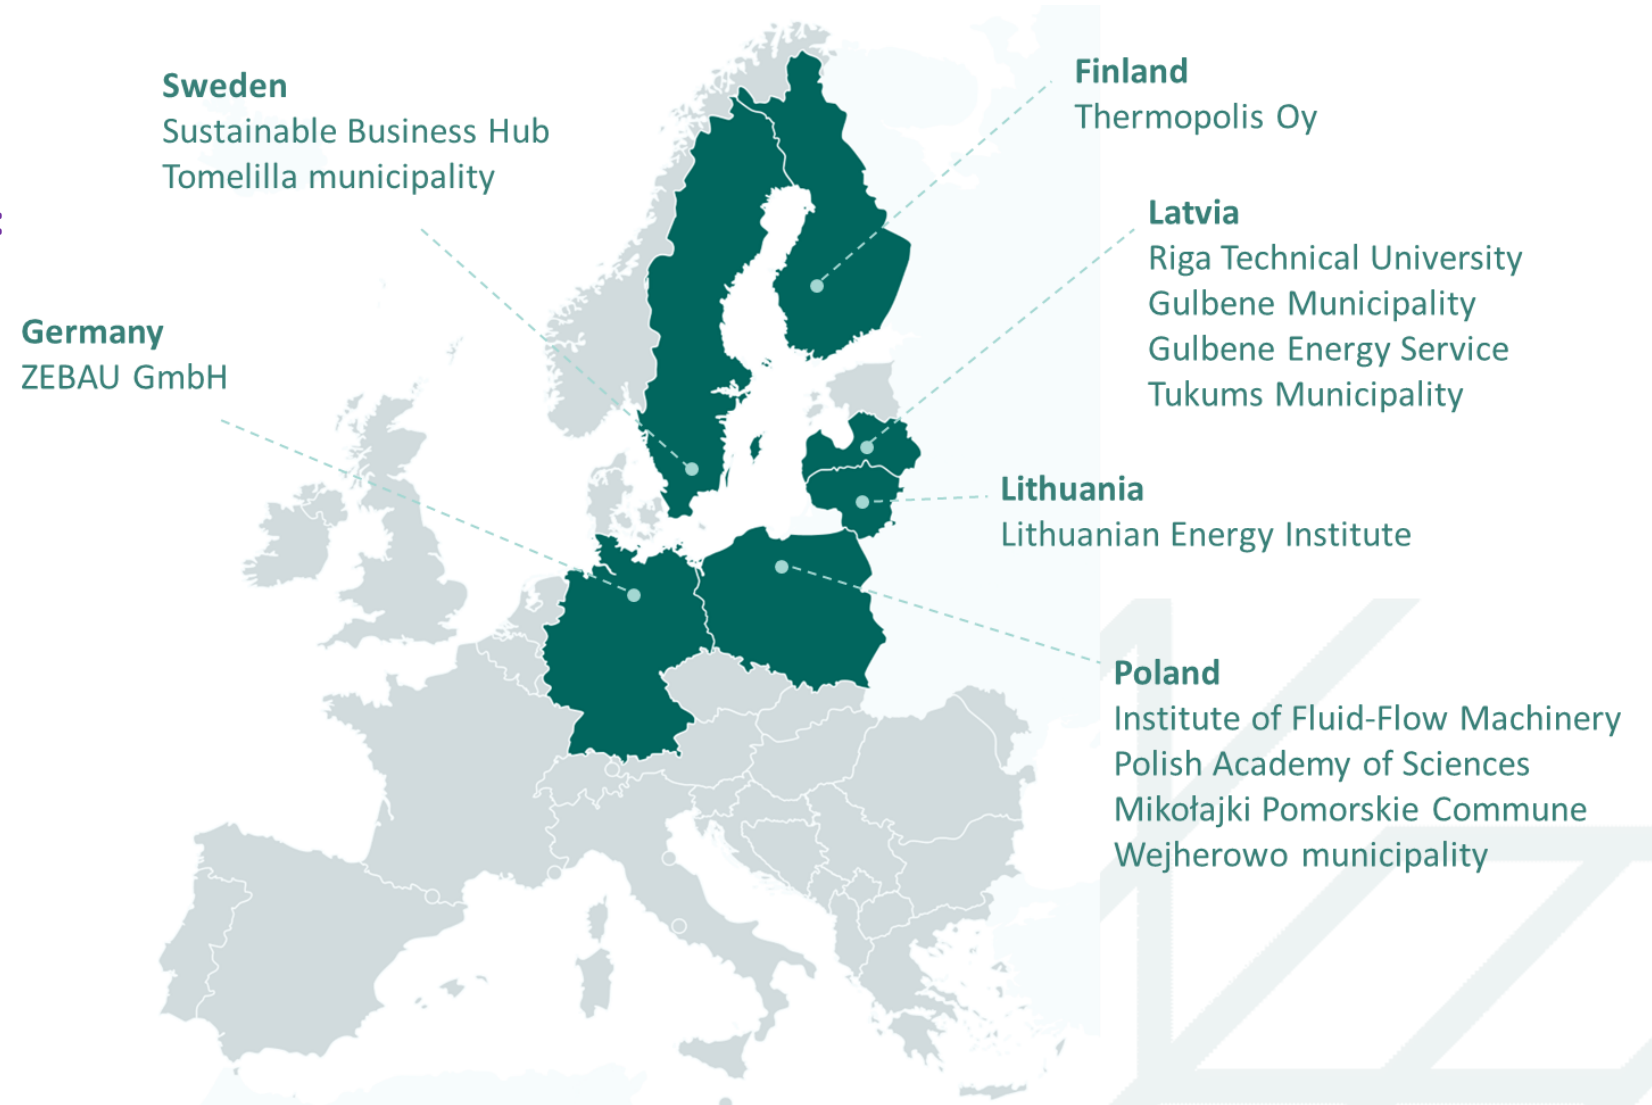 Sweden
Sustainable Business Hub
Tomelilla municipality
Germany
ZEBAU GmbH
Finland
Thermopolis Oy
Latvia
Riga Technical University
Gulbene Municipality
Gulbene Energy Service
Tukums Municipality
Lithuania
Lithuanian Energy Institute
Poland
Institute of Fluid-Flow Machinery
Polish Academy of Sciences
Mikołajki Pomorskie Commune
Wejherowo municipality